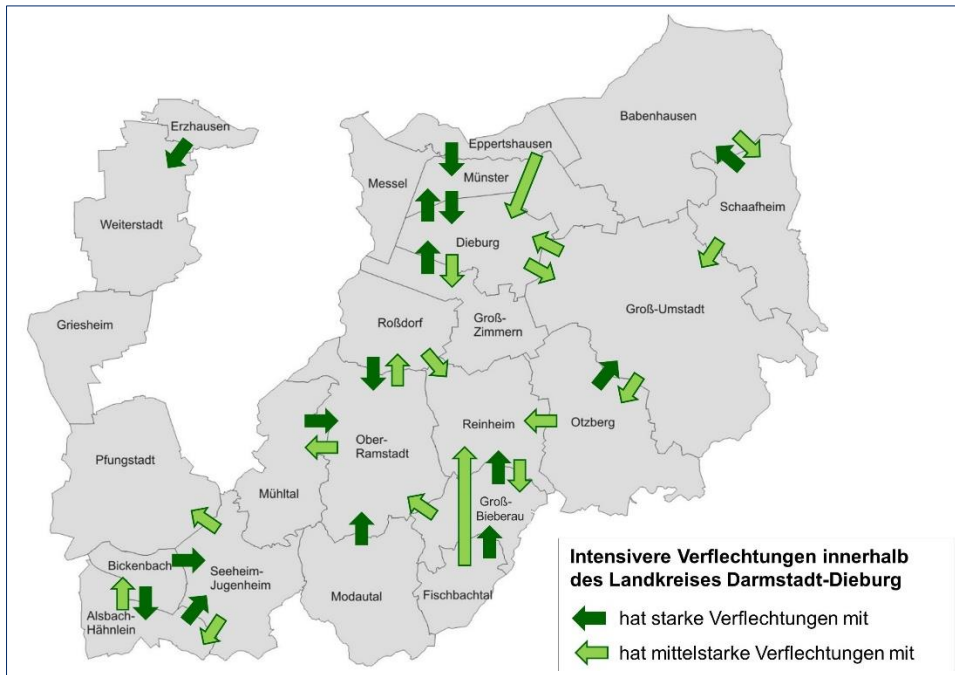 Erzhausen
Babenhausen
Eppertshausen
Messel
Münster
Weiterstadt
Schaafheim
Dieburg
Griesheim
Roßdorf
Groß-
Zimmern
Groß-Umstadt
Reinheim
Otzberg
Ober-
Ramstadt
Pfungstadt
Mühltal
Groß-
Bieberau
Bickenbach
Seeheim-
Jugenheim
Modautal
Fischbachtal
Alsbach-
Hähnlein
Intensivere Verflechtungen innerhalb
des Landkreises Darmstadt-Dieburg
hat starke Verflechtungen mit
hat mittelstarke Verflechtungen mit